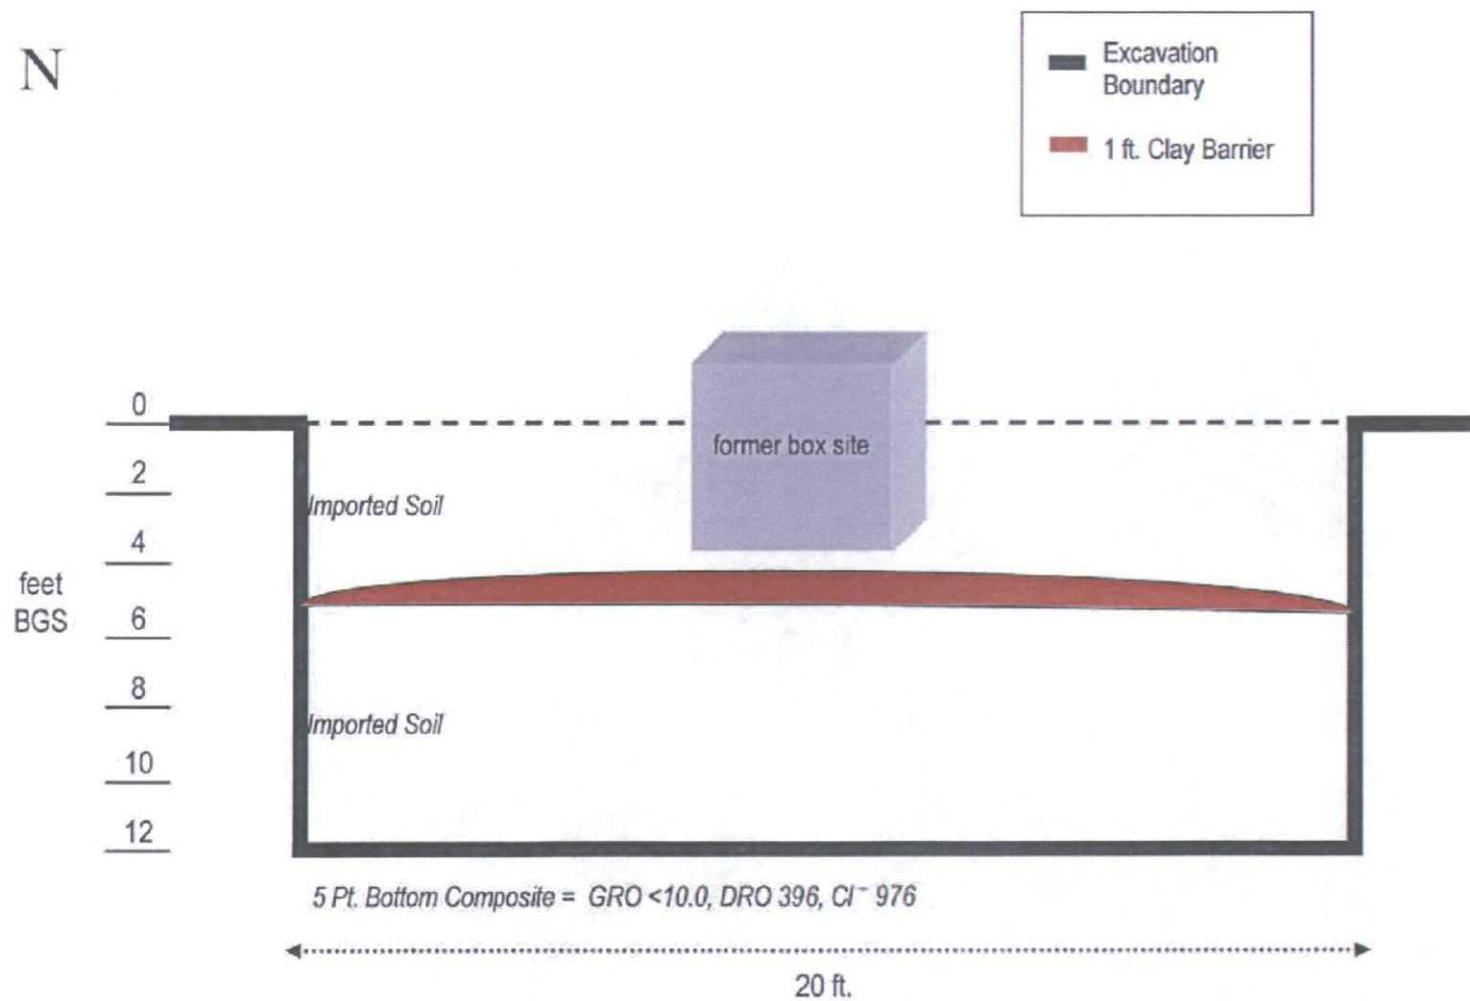 N
Excavation
Boundary
1 ft. Clay Barrier
0
former box site
2
Imported Soil
4
feet
BGS
6
8
Imported Soil
10
12
5 Pt. Bottom Composite = GRO <10.0, DRO 396, Cl⁻ 976
20 ft.